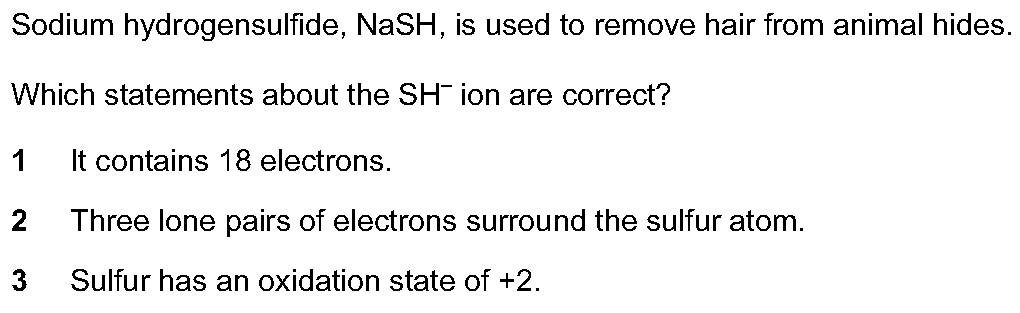 Sodium hydrogensulfide, NaSH, is used to remove hair from animal hides.
Which statements about the SH⁻ ion are correct?
1 It contains 18 electrons.
2 Three lone pairs of electrons surround the sulfur atom.
3 Sulfur has an oxidation state of +2.